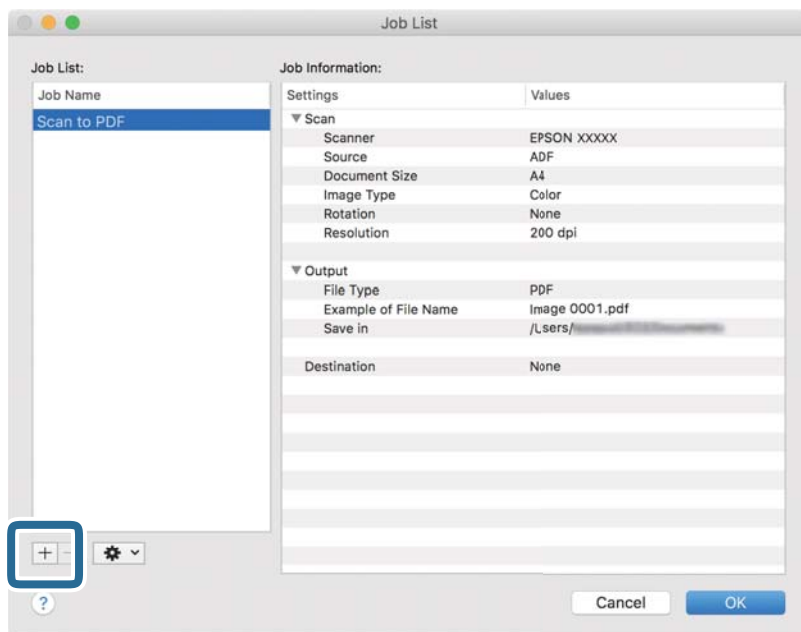 Job List
Job List:
Job Information:
Job Name
Scan to PDF
Settings Values
Scan
Scanner EPSON XXXXX
Source ADF
Document Size A4
Image Type Color
Rotation None
Resolution 200 dpi
Output
File Type PDF
Example of File Name Image 0001.pdf
Save in /Users/
Destination None
+ -
?
Cancel OK